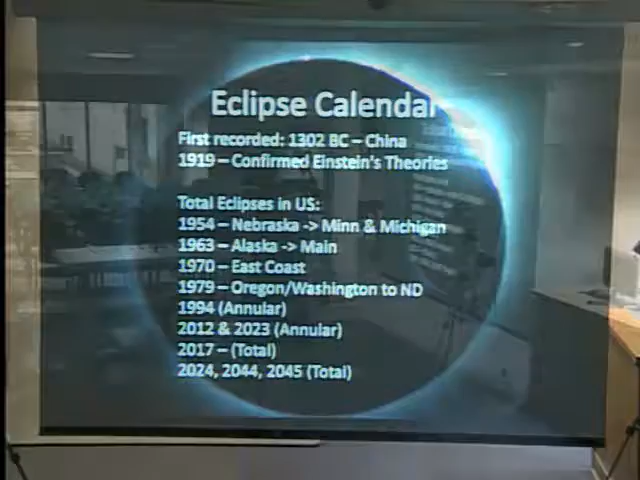 Eclipse Calendar
First recorded: 1302 BC – China
1919 – Confirmed Einstein's Theories
Total Eclipses in US:
1954 – Nebraska -> Minn & Michigan
1963 – Alaska -> Main
1970 – East Coast
1979 – Oregon/Washington to ND
1994 (Annular)
2012 & 2023 (Annular)
2017 – (Total)
2024, 2044, 2045 (Total)